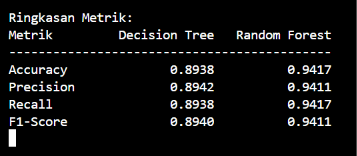 Ringkasan Metrik:
Metrik Decision Tree Random Forest
--------------------------------------------
Accuracy 0.8938 0.9417
Precision 0.8942 0.9411
Recall 0.8938 0.9417
F1-Score 0.8940 0.9411